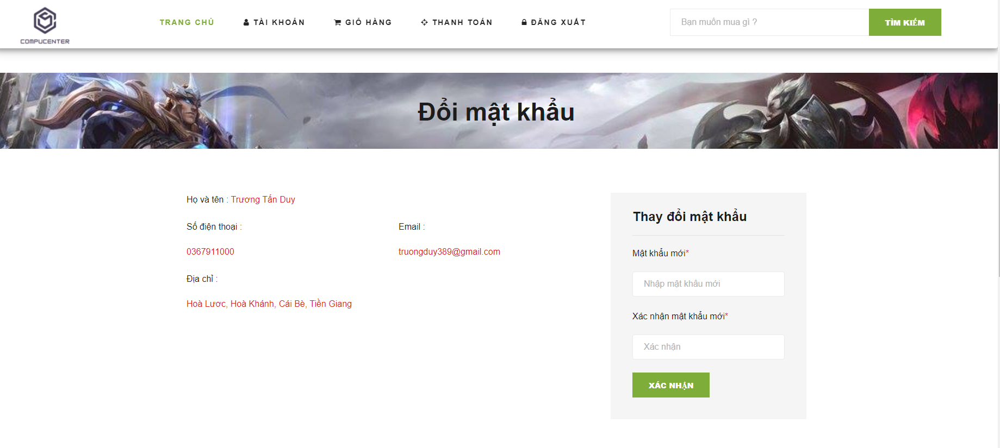 COMPUCENTER
TRANG CHỦ TÀI KHOẢN GIỎ HÀNG THANH TOÁN ĐĂNG XUẤT
Bạn muốn mua gì ? TÌM KIẾM
Đổi mật khẩu
Họ và tên : Trương Tấn Duy
Số điện thoại : Email :
0367911000 truongduy389@gmail.com
Địa chỉ :
Hoà Lược, Hoà Khánh, Cái Bè, Tiền Giang
Thay đổi mật khẩu
Mật khẩu mới*
Nhập mật khẩu mới
Xác nhận mật khẩu mới*
Xác nhận
XÁC NHẬN